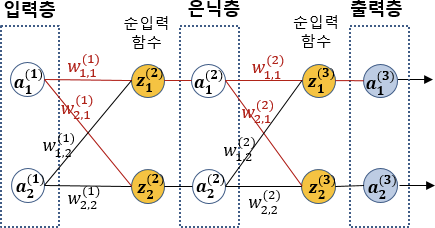 입력층 순입력 함수 은닉층 순입력 함수 출력층
a₁⁽¹⁾ w₁,₁⁽¹⁾ z₁⁽²⁾ a₁⁽²⁾ w₁,₁⁽²⁾ z₁⁽³⁾ a₁⁽³⁾
w₂,₁⁽¹⁾ w₂,₁⁽²⁾
w₁,₂⁽¹⁾ w₁,₂⁽²⁾
a₂⁽¹⁾ w₂,₂⁽¹⁾ z₂⁽²⁾ a₂⁽²⁾ w₂,₂⁽²⁾ z₂⁽³⁾ a₂⁽³⁾